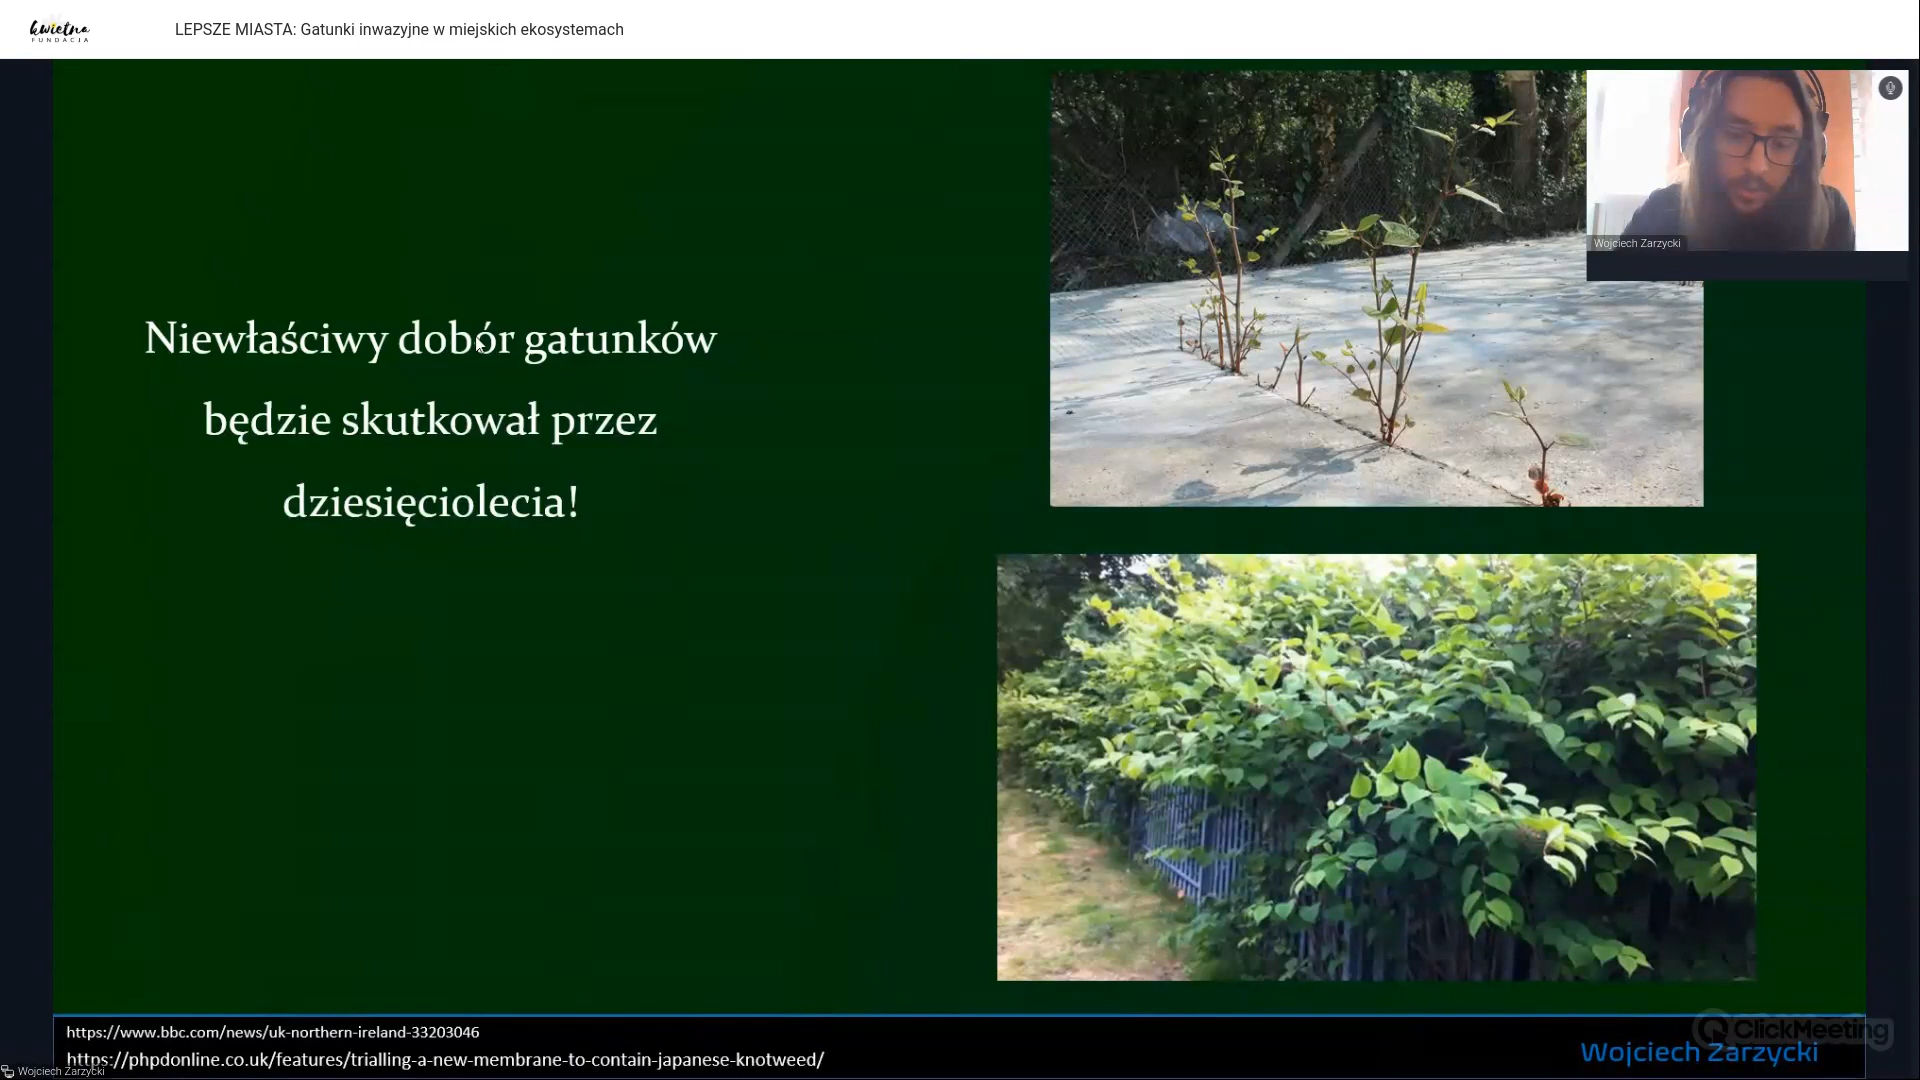 kwietna
FUNDACJA
LEPSZE MIASTA: Gatunki inwazyjne w miejskich ekosystemach
Wojciech Zarzycki
Niewłaściwy dobór gatunków
będzie skutkował przez
dziesięciolecia!
https://www.bbc.com/news/uk-northern-ireland-33203046
https://phpdonline.co.uk/features/trialling-a-new-membrane-to-contain-japanese-knotweed/
ClickMeeting
Wojciech Zarzycki
Wojciech Zarzycki